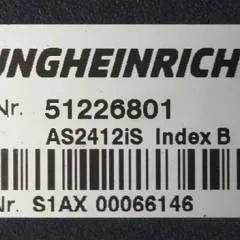 UNGHEINRICH
Nr. 51226801
AS2412iS Index B
Nr. S1AX 00066146